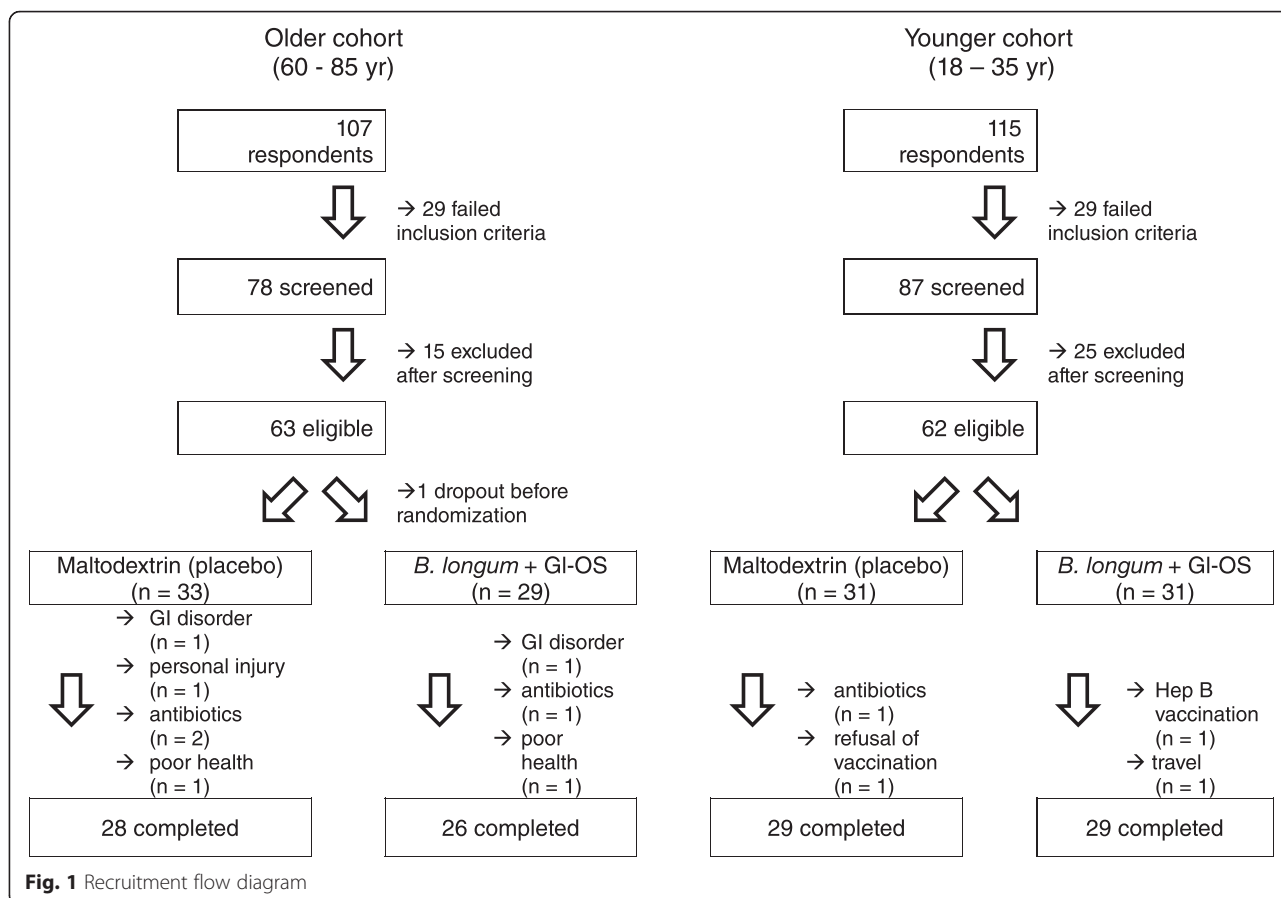 Older cohort
(60 - 85 yr)
107
respondents
→ 29 failed
inclusion criteria
78 screened
→ 15 excluded
after screening
63 eligible
→1 dropout before
randomization
Maltodextrin (placebo)
(n = 33)
→ GI disorder
(n = 1)
→ personal injury
(n = 1)
→ antibiotics
(n = 2)
→ poor health
(n = 1)
28 completed
B. longum + GI-OS
(n = 29)
→ GI disorder
(n = 1)
→ antibiotics
(n = 1)
→ poor
health
(n = 1)
26 completed
Younger cohort
(18 – 35 yr)
115
respondents
→ 29 failed
inclusion criteria
87 screened
→ 25 excluded
after screening
62 eligible
Maltodextrin (placebo)
(n = 31)
→ antibiotics
(n = 1)
→ refusal of
vaccination
(n = 1)
29 completed
B. longum + GI-OS
(n = 31)
→ Hep B
vaccination
(n = 1)
→ travel
(n = 1)
29 completed
Fig. 1 Recruitment flow diagram